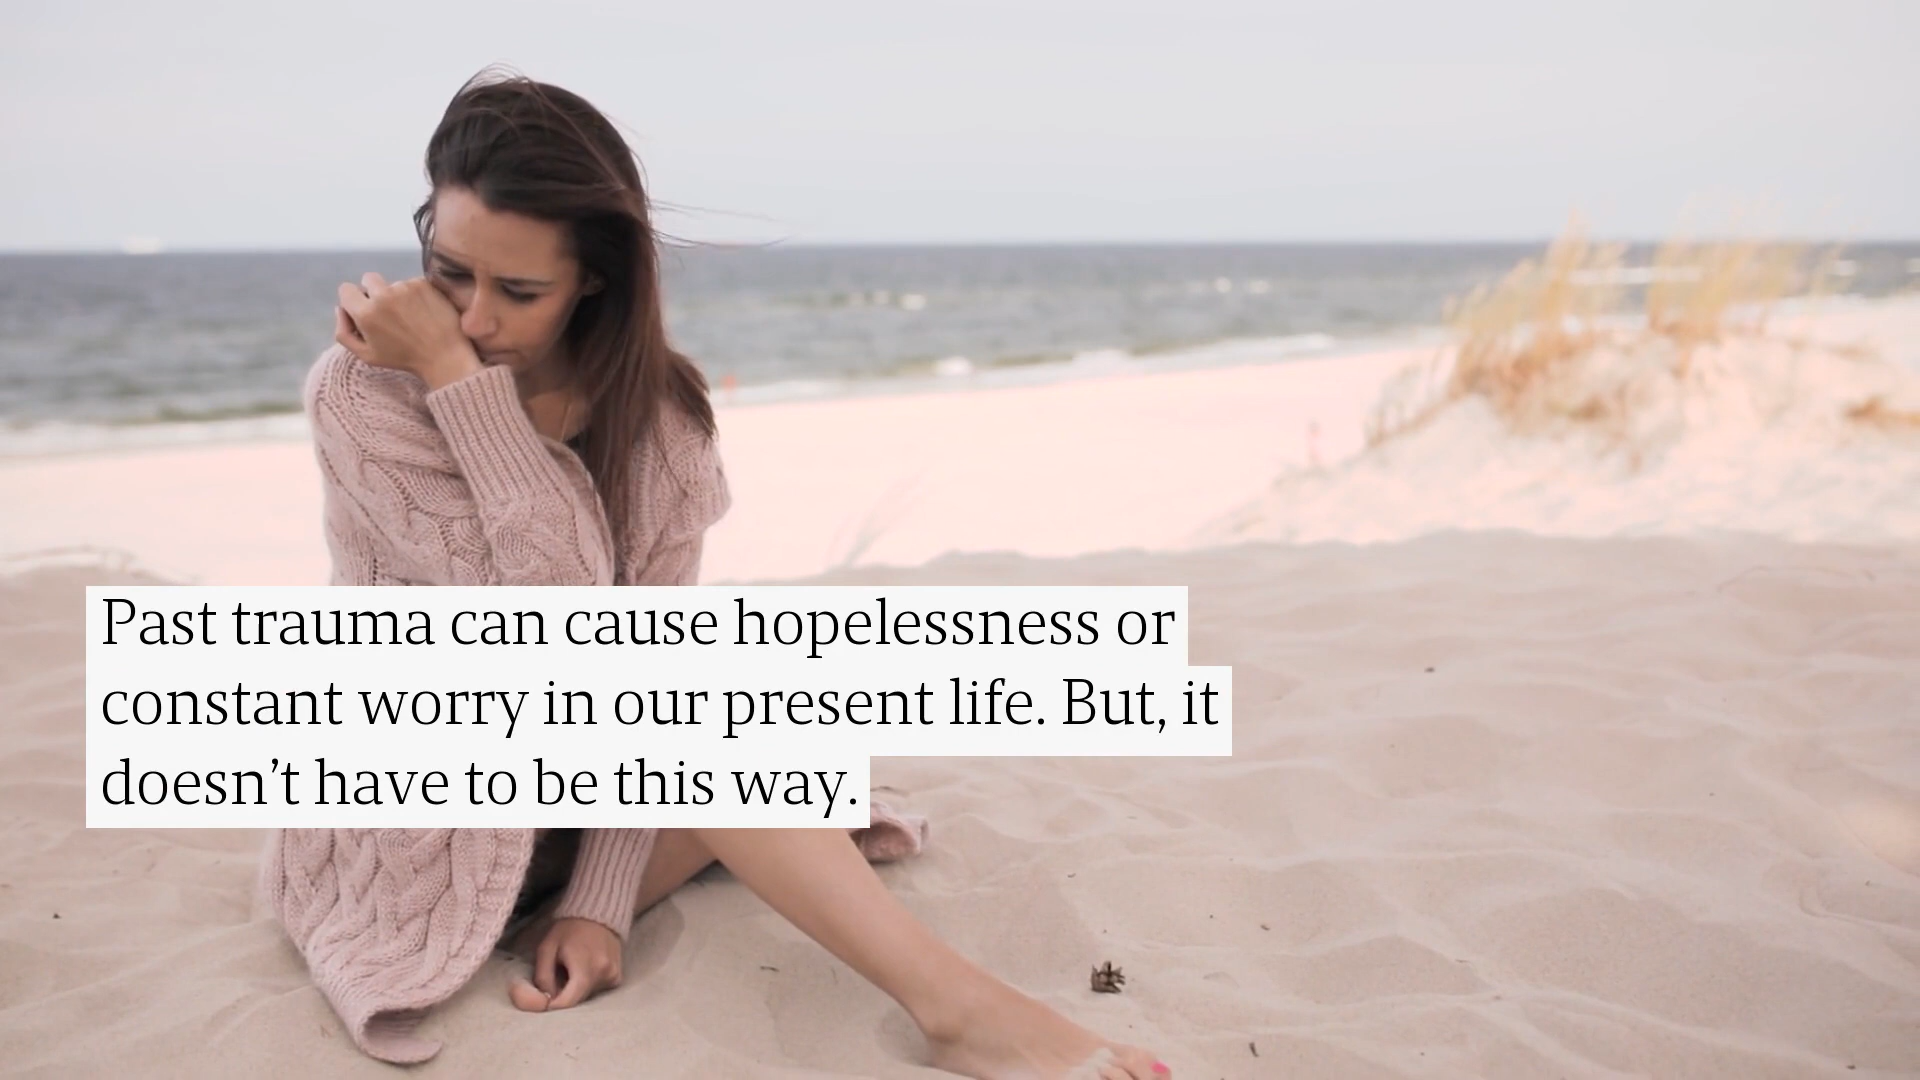 Past trauma can cause hopelessness or
constant worry in our present life. But, it
doesn’t have to be this way.